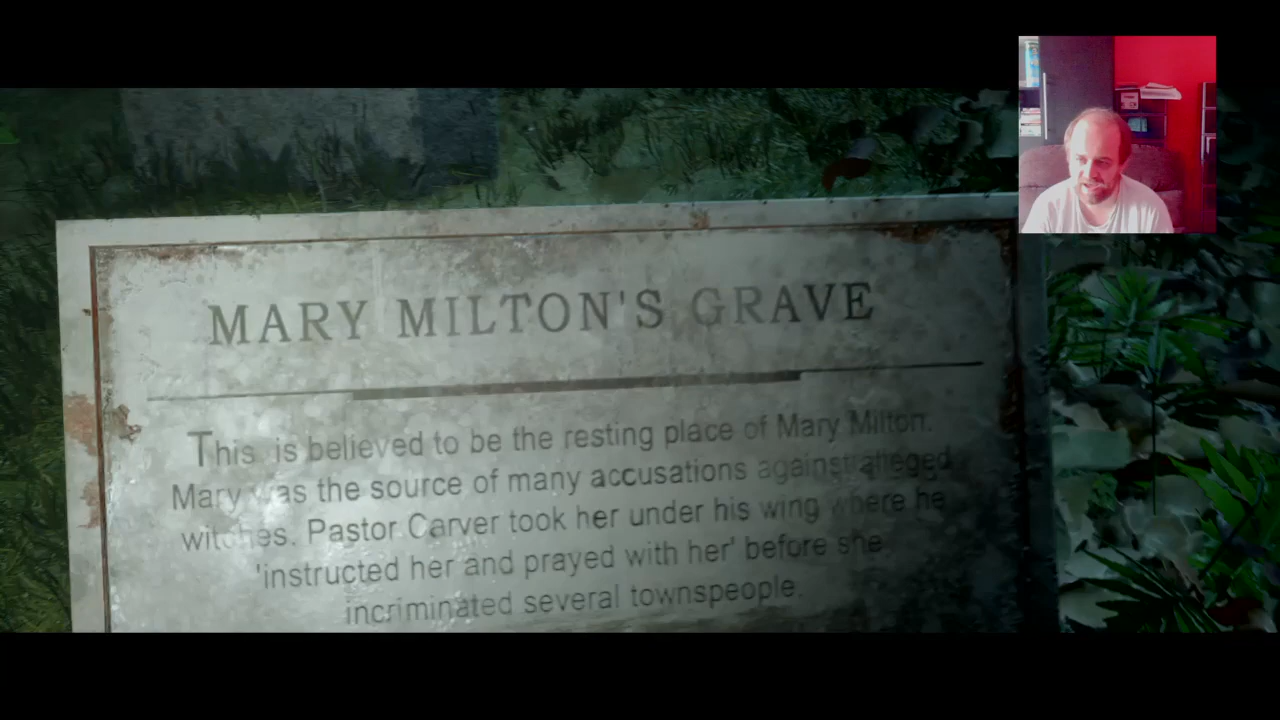 MARY MILTON'S GRAVE
This is believed to be the resting place of Mary Milton.
Mary was the source of many accusations against alleged
witches. Pastor Carver took her under his wing where he
'instructed her and prayed with her' before she
incriminated several townspeople.